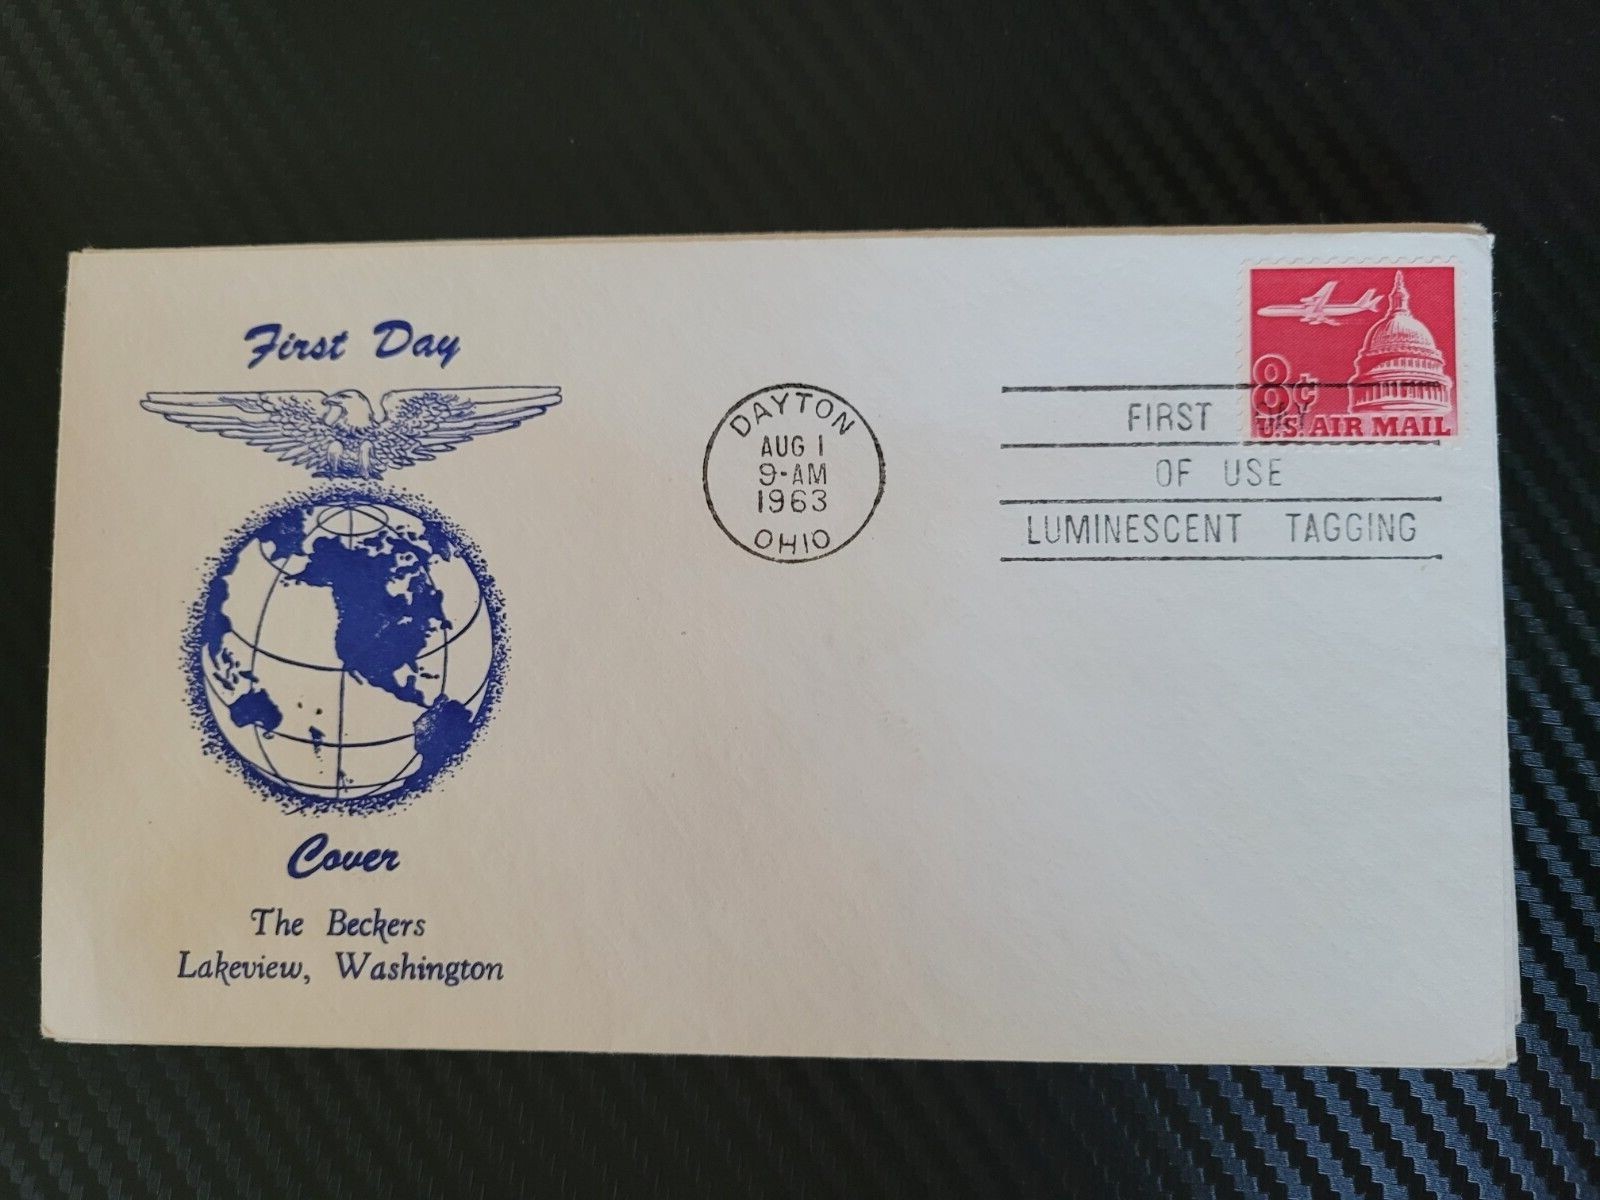 First Day
Cover
The Beckers
Lakeview, Washington
DAYTON
AUG 1
9-AM
1963
OHIO
8¢
U.S. AIR MAIL
FIRST DAY
OF USE
LUMINESCENT TAGGING